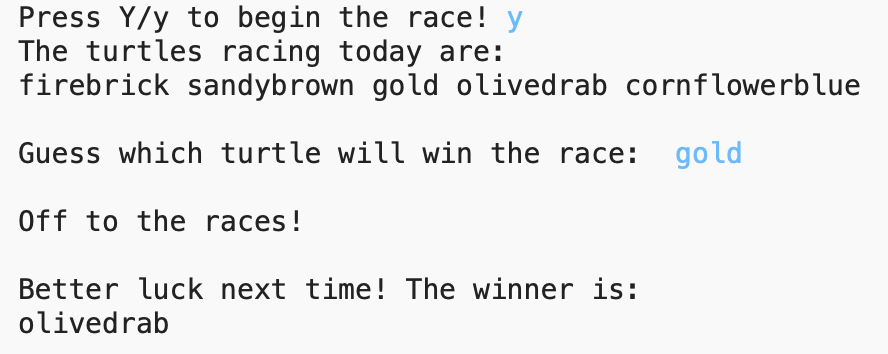 Press Y/y to begin the race! y
The turtles racing today are:
firebrick sandybrown gold olivedrab cornflowerblue
Guess which turtle will win the race:  gold
Off to the races!
Better luck next time! The winner is:
olivedrab